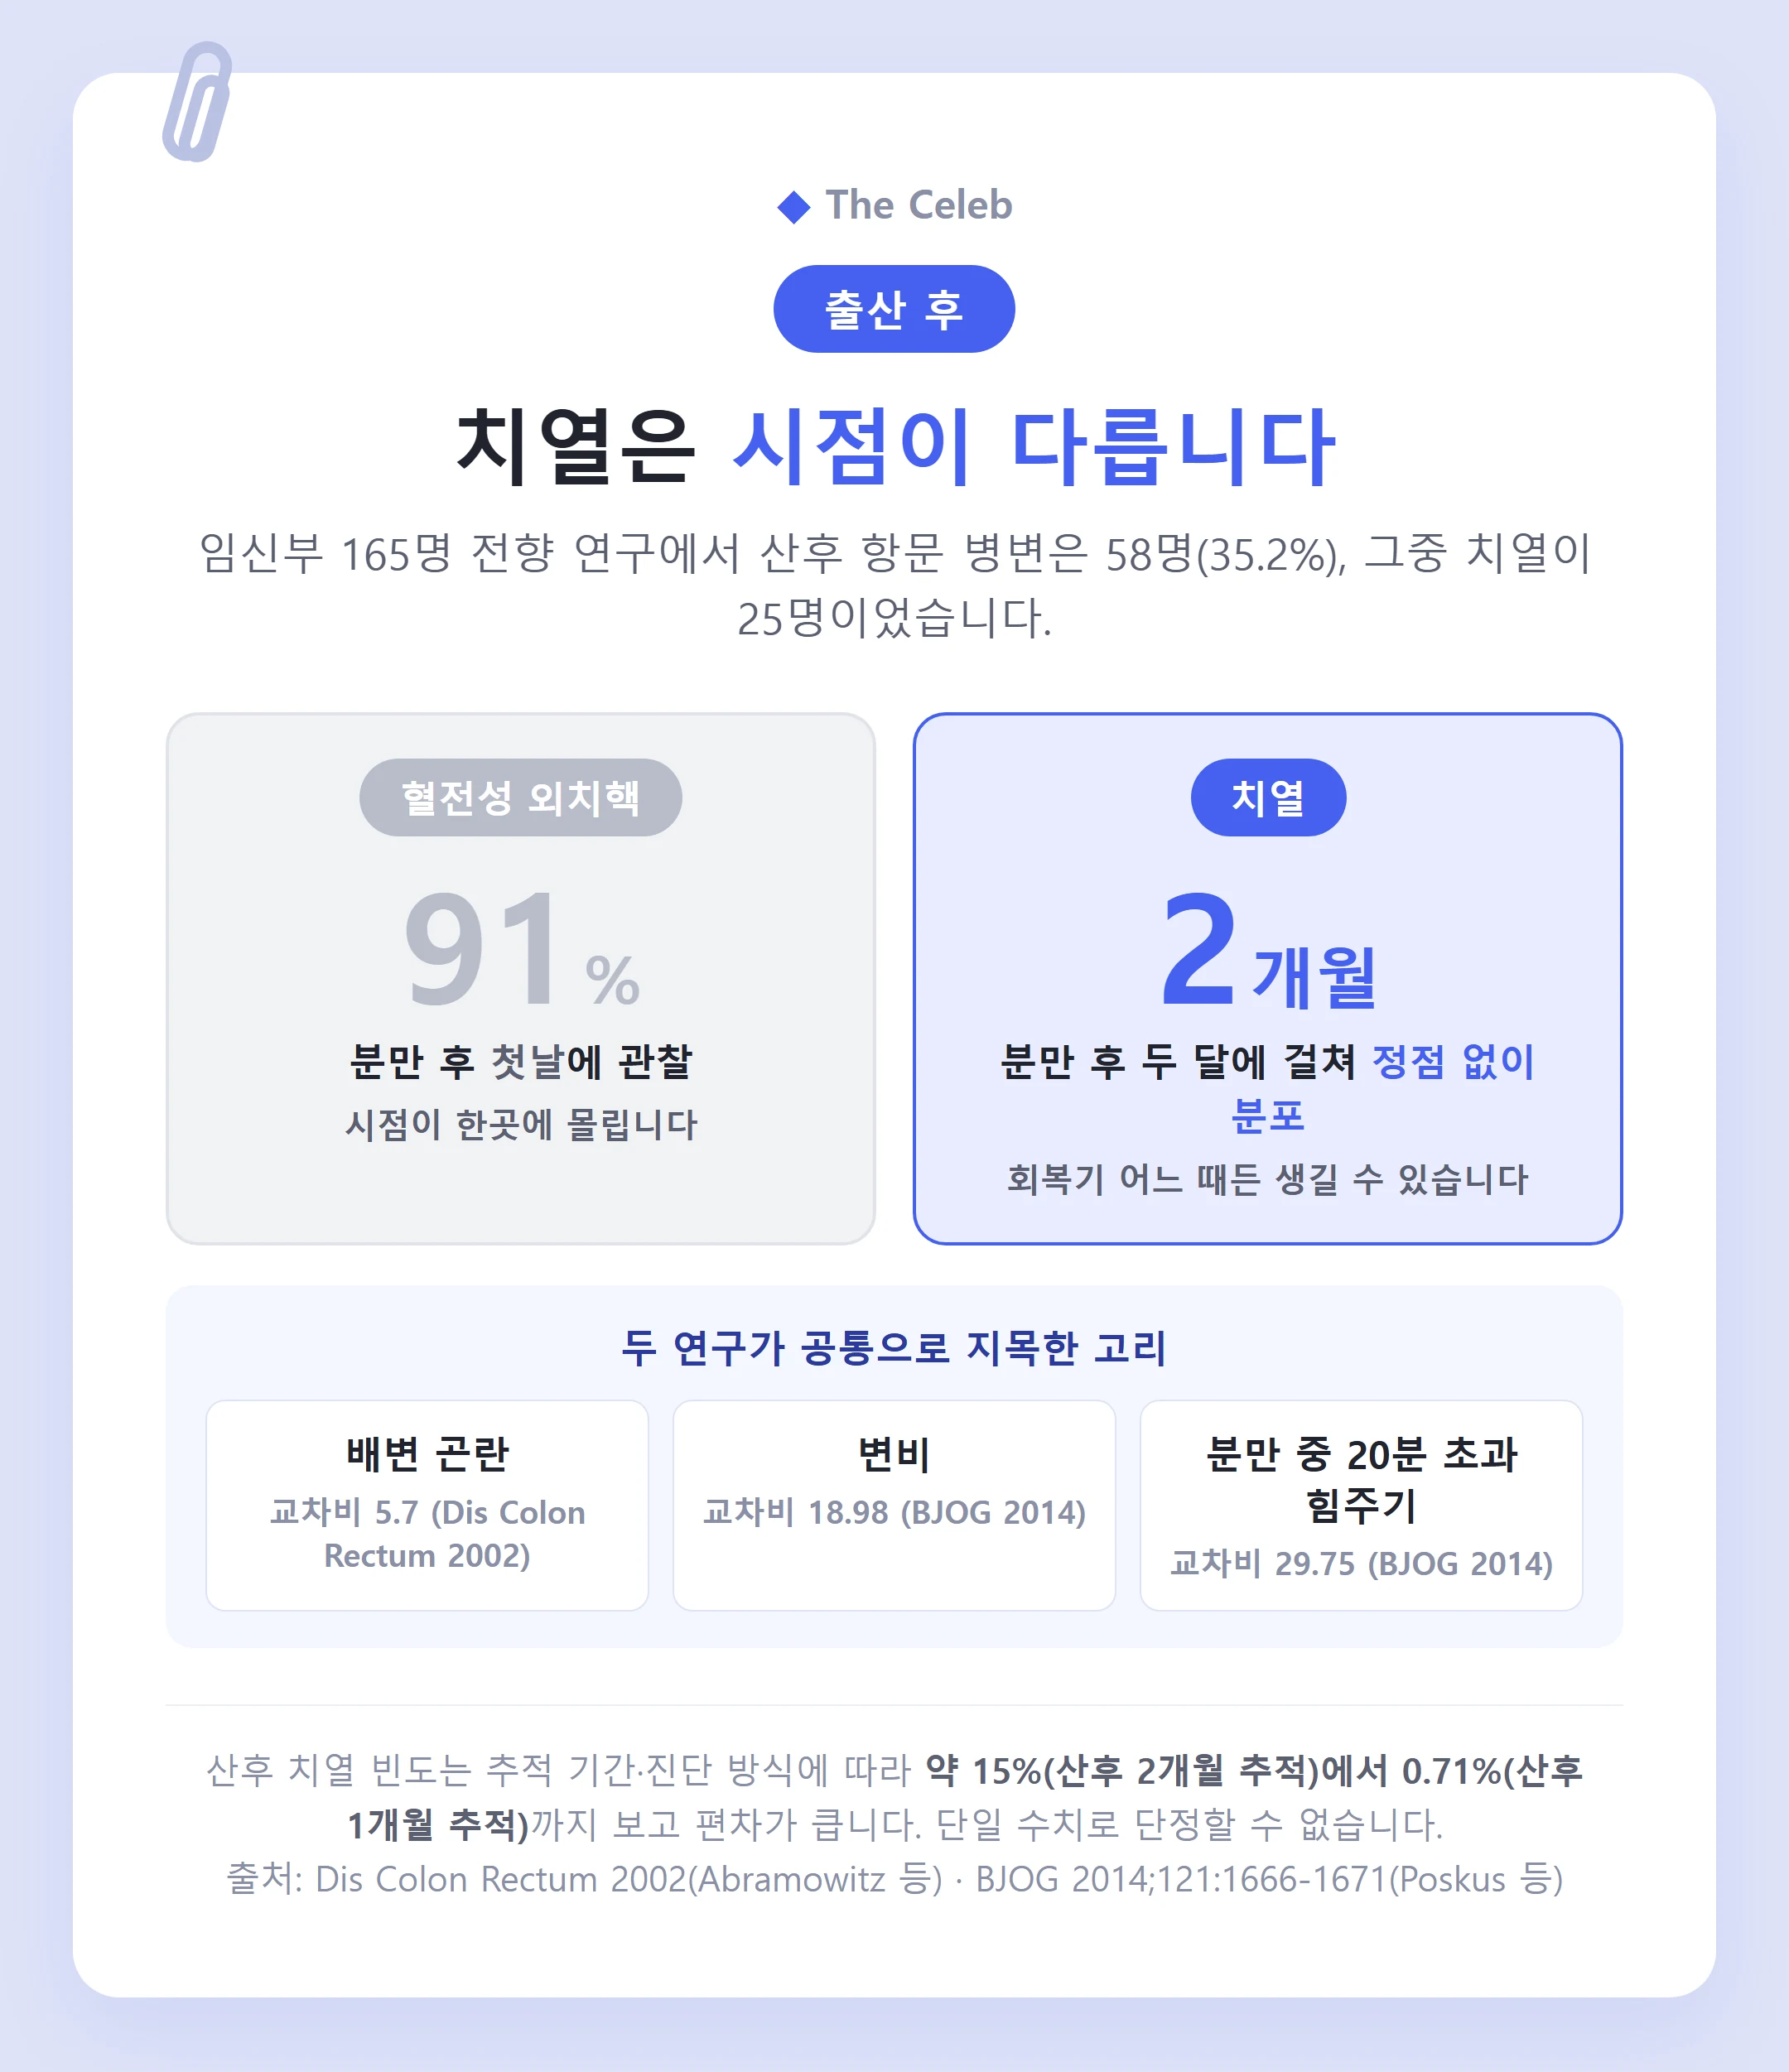 The Celeb
출산 후
치열은 시점이 다릅니다
임신부 165명 전향 연구에서 산후 항문 병변은 58명(35.2%), 그중 치열이
25명이었습니다.
혈전성 외치핵
91%
분만 후 첫날에 관찰
시점이 한곳에 몰립니다
치열
2개월
분만 후 두 달에 걸쳐 정점 없이
분포
회복기 어느 때든 생길 수 있습니다
두 연구가 공통으로 지목한 고리
배변 곤란
교차비 5.7 (Dis Colon
Rectum 2002)
변비
교차비 18.98 (BJOG 2014)
분만 중 20분 초과
힘주기
교차비 29.75 (BJOG 2014)
산후 치열 빈도는 추적 기간·진단 방식에 따라 약 15%(산후 2개월 추적)에서 0.71%(산후
1개월 추적)까지 보고 편차가 큽니다. 단일 수치로 단정할 수 없습니다.
출처: Dis Colon Rectum 2002(Abramowitz 등) · BJOG 2014;121:1666-1671(Poskus 등)